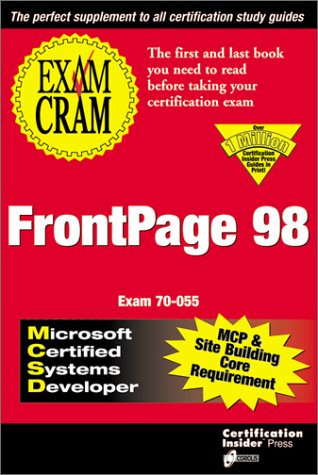 The perfect supplement to all certification study guides
EXAM
CRAM
The first and last book
you need to read
before taking your
certification exam
Over
1 Million
Certification
Insider Press
Guides in
Print!
FrontPage 98
Exam 70-055
Microsoft
Certified
Systems
Developer
MCP &
Site Building
Core
Requirement
Certification
Insider Press
CORIOLIS